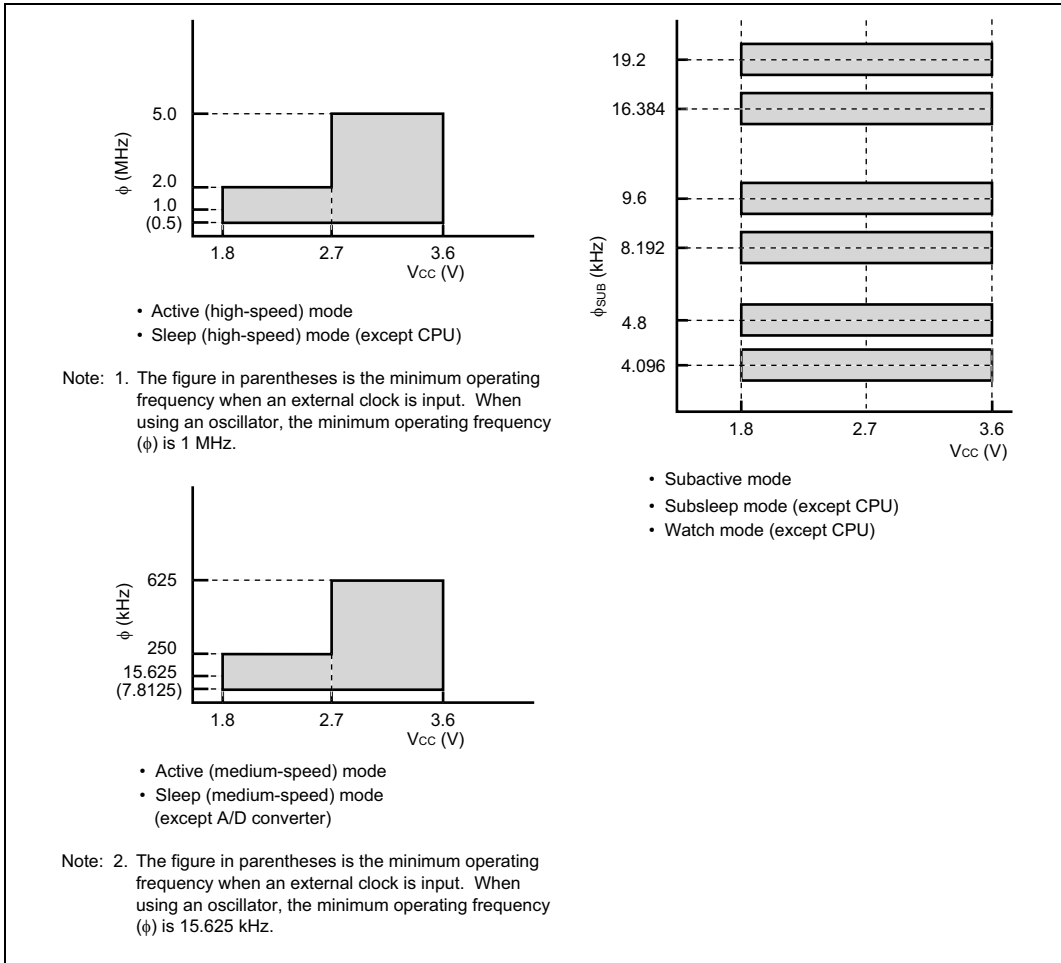 5.0
2.0
1.0
(0.5)
φ (MHz)
1.8 2.7 3.6
Vcc (V)
• Active (high-speed) mode
• Sleep (high-speed) mode (except CPU)
Note: 1. The figure in parentheses is the minimum operating
frequency when an external clock is input. When
using an oscillator, the minimum operating frequency
(φ) is 1 MHz.
625
250
15.625
(7.8125)
φ (kHz)
1.8 2.7 3.6
Vcc (V)
• Active (medium-speed) mode
• Sleep (medium-speed) mode
(except A/D converter)
Note: 2. The figure in parentheses is the minimum operating
frequency when an external clock is input. When
using an oscillator, the minimum operating frequency
(φ) is 15.625 kHz.
19.2
16.384
9.6
8.192
4.8
4.096
φSUB (kHz)
1.8 2.7 3.6
Vcc (V)
• Subactive mode
• Subsleep mode (except CPU)
• Watch mode (except CPU)